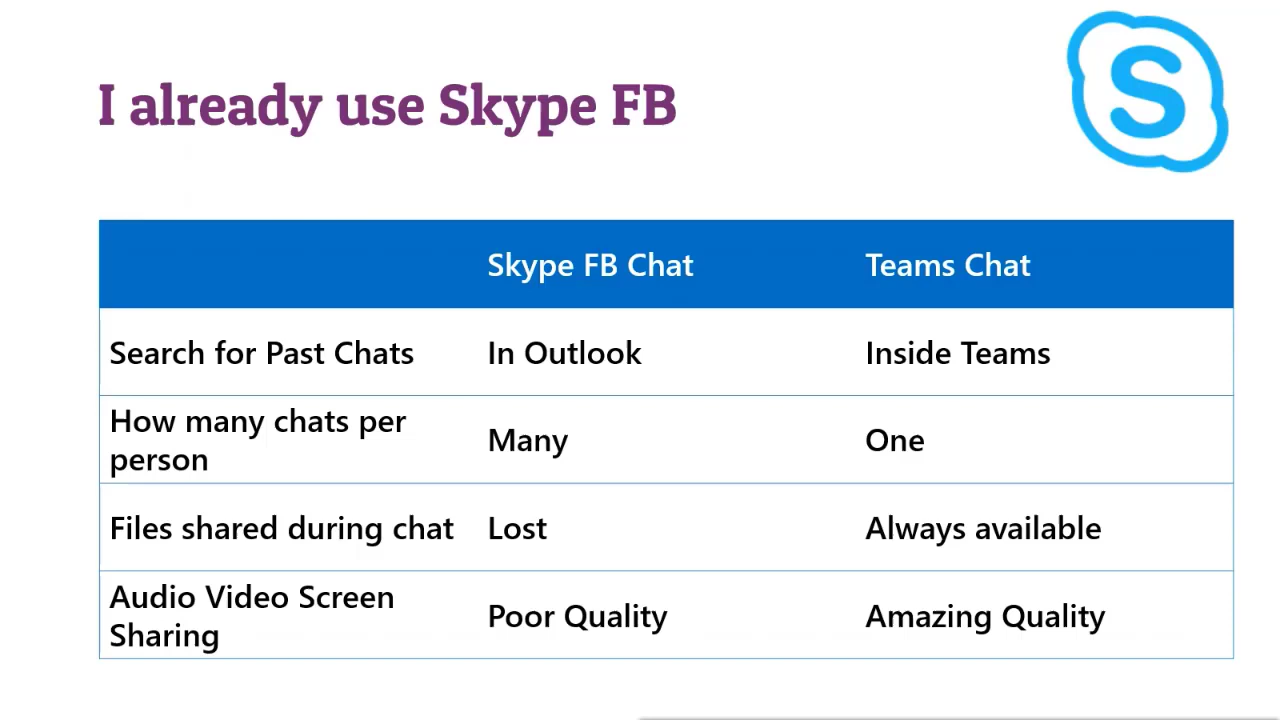 I already use Skype FB
S
Skype FB Chat
Teams Chat
Search for Past Chats
In Outlook
Inside Teams
How many chats per
person
Many
One
Files shared during chat
Lost
Always available
Audio Video Screen
Sharing
Poor Quality
Amazing Quality